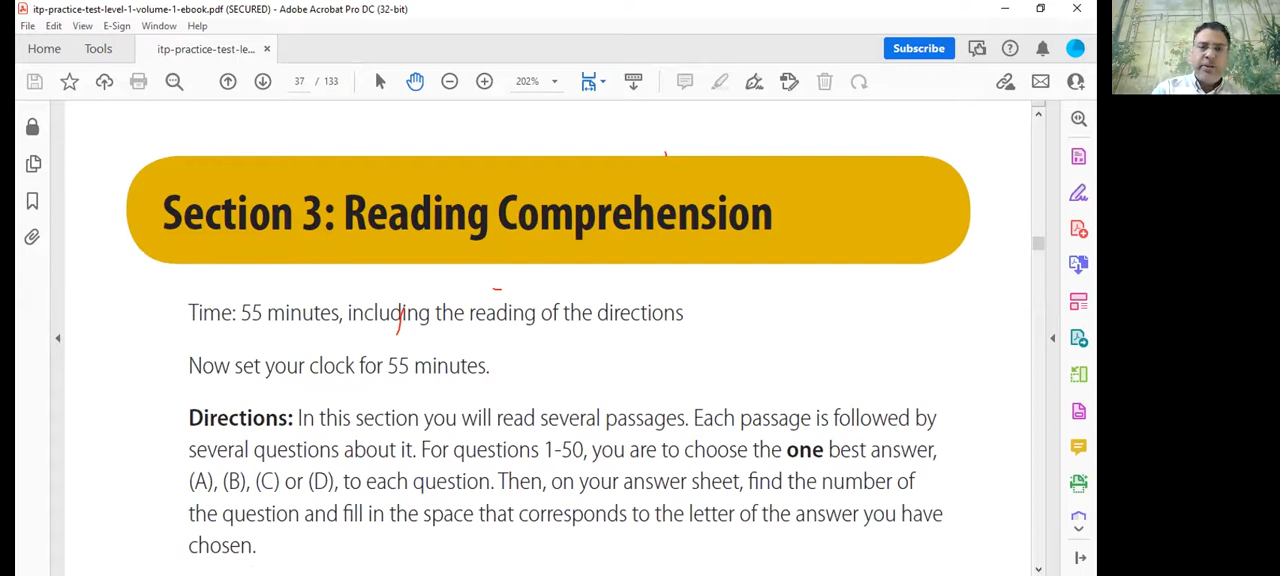 itp-practice-test-level-1-volume-1-ebook.pdf (SECURED) - Adobe Acrobat Pro DC (32-bit)
File Edit View E-Sign Window Help
Home Tools itp-practice-test-le... × Subscribe
37 / 133 202%
Section 3: Reading Comprehension
Time: 55 minutes, including the reading of the directions
Now set your clock for 55 minutes.
Directions: In this section you will read several passages. Each passage is followed by
several questions about it. For questions 1-50, you are to choose the one best answer,
(A), (B), (C) or (D), to each question. Then, on your answer sheet, find the number of
the question and fill in the space that corresponds to the letter of the answer you have
chosen.